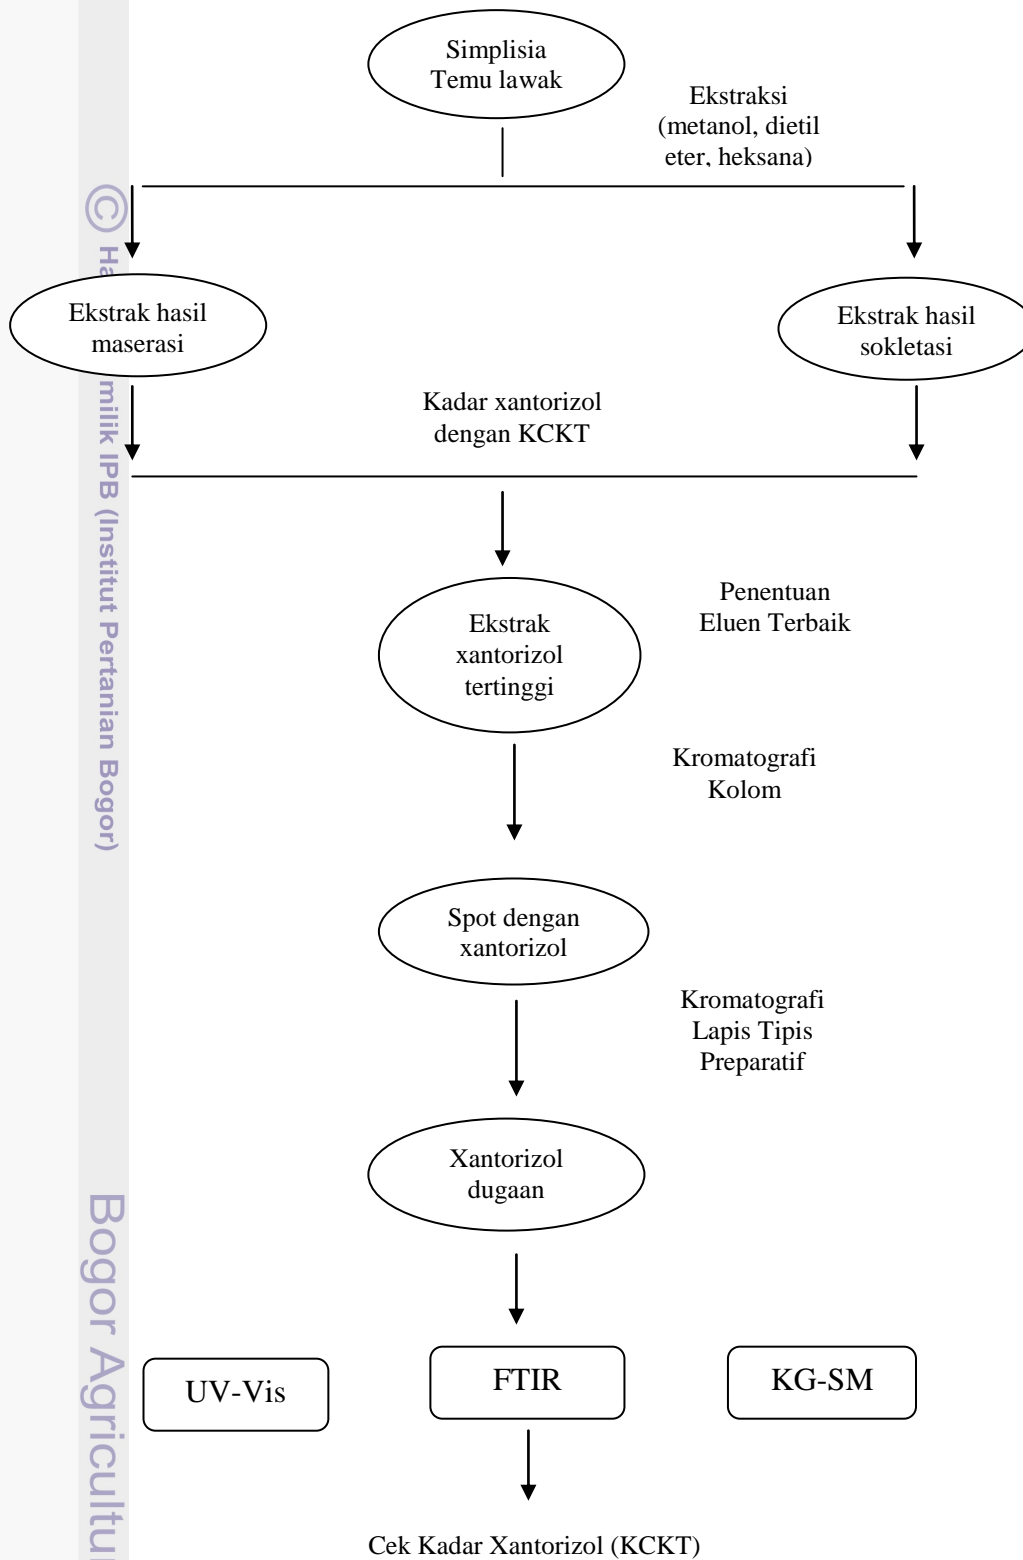 Simplisia
Temu lawak
Ekstraksi
(metanol, dietil
eter, heksana)
Ekstrak hasil
maserasi
Ekstrak hasil
sokletasi
Kadar xantorizol
dengan KCKT
Ekstrak
xantorizol
tertinggi
Penentuan
Eluen Terbaik
Kromatografi
Kolom
Spot dengan
xantorizol
Kromatografi
Lapis Tipis
Preparatif
Xantorizol
dugaan
UV-Vis
FTIR
KG-SM
Cek Kadar Xantorizol (KCKT)
© Ha milik IPB (Institut Pertanian Bogor)
Bogor Agricultu